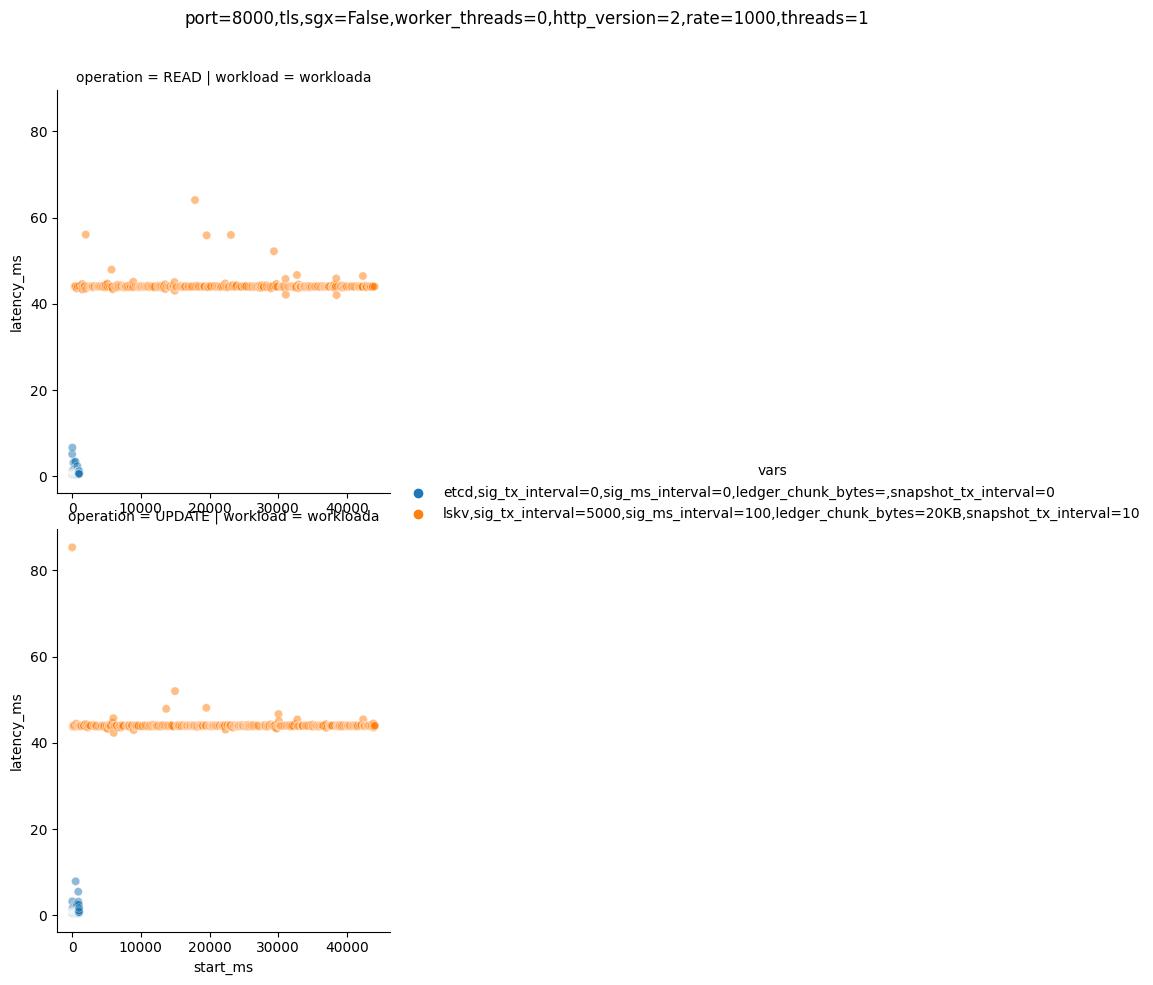 port=8000,tls,sgx=False,worker_threads=0,http_version=2,rate=1000,threads=1
operation = READ | workload = workloada
80
60
latency_ms
40
20
0
0 10000 20000 30000 40000
vars
etcd,sig_tx_interval=0,sig_ms_interval=0,ledger_chunk_bytes=,snapshot_tx_interval=0
lskv,sig_tx_interval=5000,sig_ms_interval=100,ledger_chunk_bytes=20KB,snapshot_tx_interval=10
operation = UPDATE | workload = workloada
80
60
latency_ms
40
20
0
0 10000 20000 30000 40000
start_ms